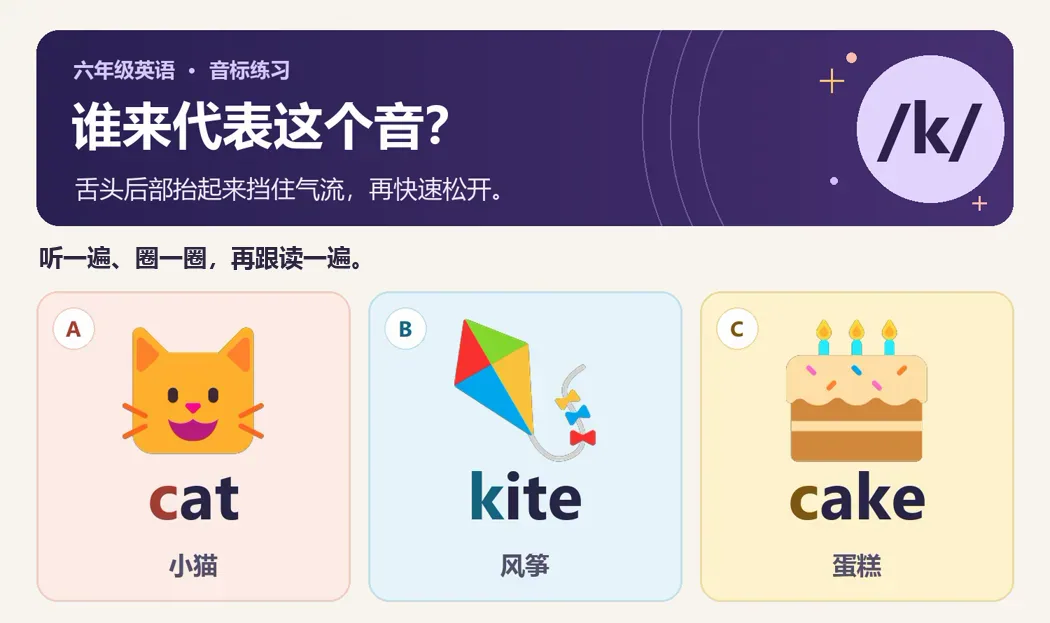 六年级英语 • 音标练习
谁来代表这个音?
/k/
舌头后部抬起来挡住气流，再快速松开。
听一遍、圈一圈，再跟读一遍。
A
cat
小猫
B
kite
风筝
C
cake
蛋糕